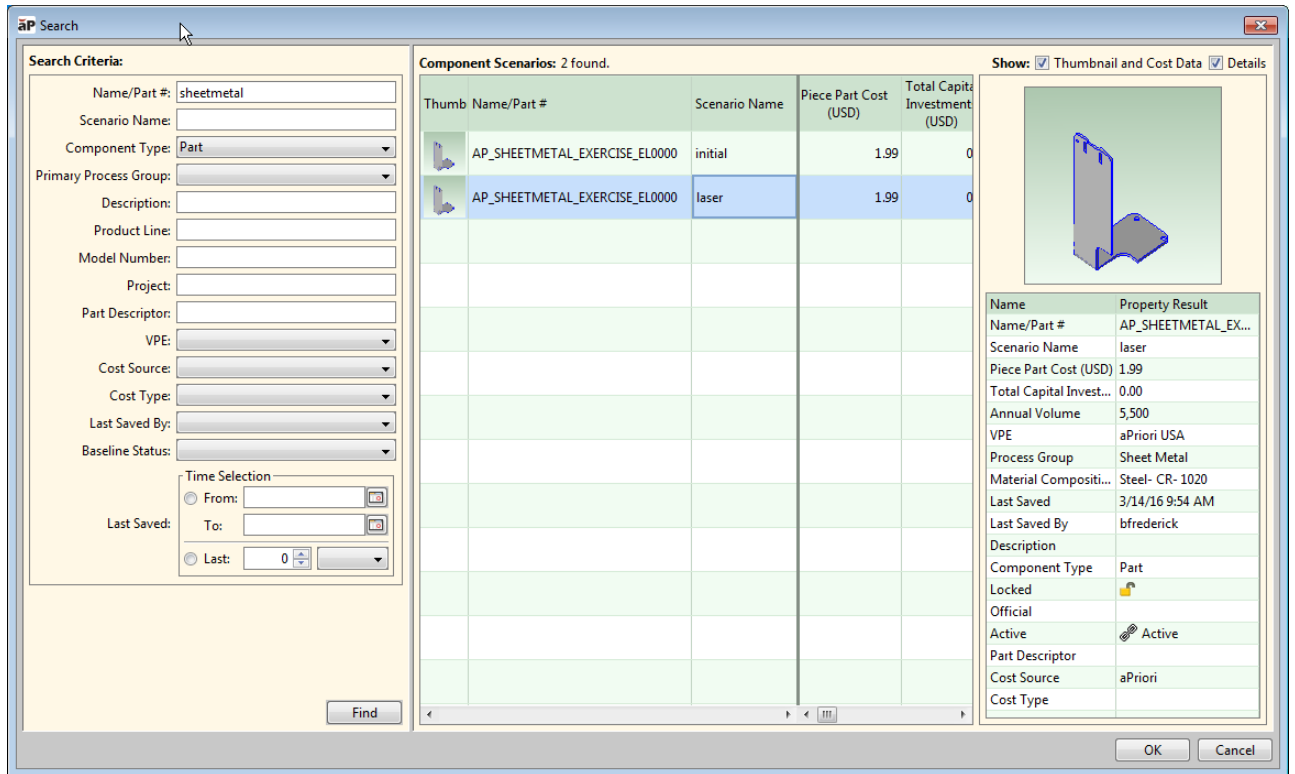 aP Search
Search Criteria:
Name/Part #: sheetmetal
Scenario Name:
Component Type: Part
Primary Process Group:
Description:
Product Line:
Model Number:
Project:
Part Descriptor:
VPE:
Cost Source:
Cost Type:
Last Saved By:
Baseline Status:
Time Selection
From:
Last Saved: To:
Last: 0
Find
Component Scenarios: 2 found.
Show: Thumbnail and Cost Data Details
Thumb Name/Part # Scenario Name Piece Part Cost (USD) Total Capita Investment (USD)
AP_SHEETMETAL_EXERCISE_EL0000 initial 1.99 0
AP_SHEETMETAL_EXERCISE_EL0000 laser 1.99 0
Name Property Result
Name/Part # AP_SHEETMETAL_EX...
Scenario Name laser
Piece Part Cost (USD) 1.99
Total Capital Invest... 0.00
Annual Volume 5,500
VPE aPriori USA
Process Group Sheet Metal
Material Compositi... Steel- CR- 1020
Last Saved 3/14/16 9:54 AM
Last Saved By bfrederick
Description
Component Type Part
Locked
Official
Active Active
Part Descriptor
Cost Source aPriori
Cost Type
OK Cancel